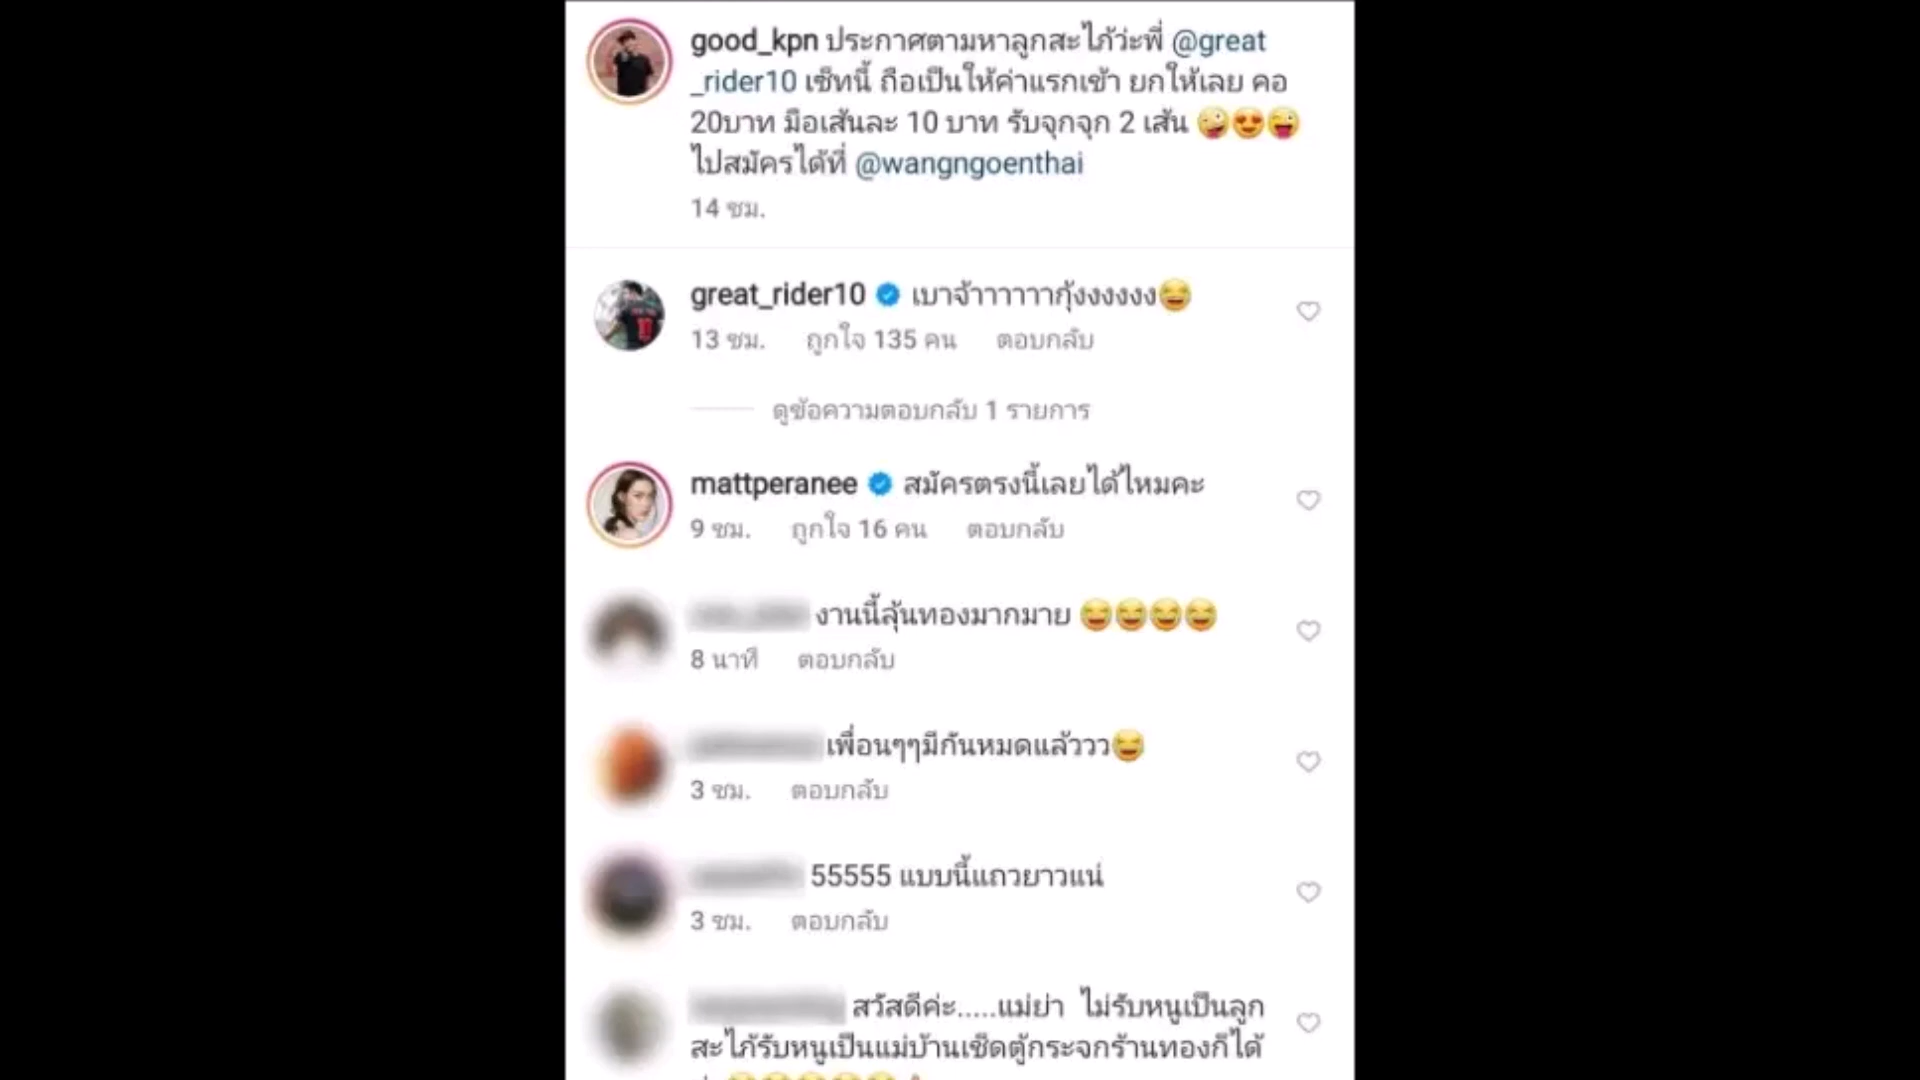 good_kpn ประกาศตามหาลูกสะใภ้ว่ะพี่ @great
_rider10 เซ็ทนี้ ถือเป็นให้ค่าแรกเข้า ยกให้เลย คอ
20บาท มือเส้นละ 10 บาท รับจุกจุก 2 เส้น 🤪😍😜
ไปสมัครได้ที่ @wangngoenthai
14 ชม.
great_rider10 เบาจ้าาาาาากุ้งงงงงง😂
13 ชม. ถูกใจ 135 คน ตอบกลับ
ดูข้อความตอบกลับ 1 รายการ
mattperanee สมัครตรงนี้เลยได้ไหมคะ
9 ชม. ถูกใจ 16 คน ตอบกลับ
งานนี้ลุ้นทองมากมาย 😂😂😂😂
8 นาที ตอบกลับ
เพื่อนๆๆมีกันหมดแล้ววว😂
3 ชม. ตอบกลับ
55555 แบบนี้แถวยาวแน่
3 ชม. ตอบกลับ
สวัสดีค่ะ.....แม่ย่า ไม่รับหนูเป็นลูก
สะใภ้รับหนูเป็นแม่บ้านเช็ดตู้กระจกร้านทองก็ได้